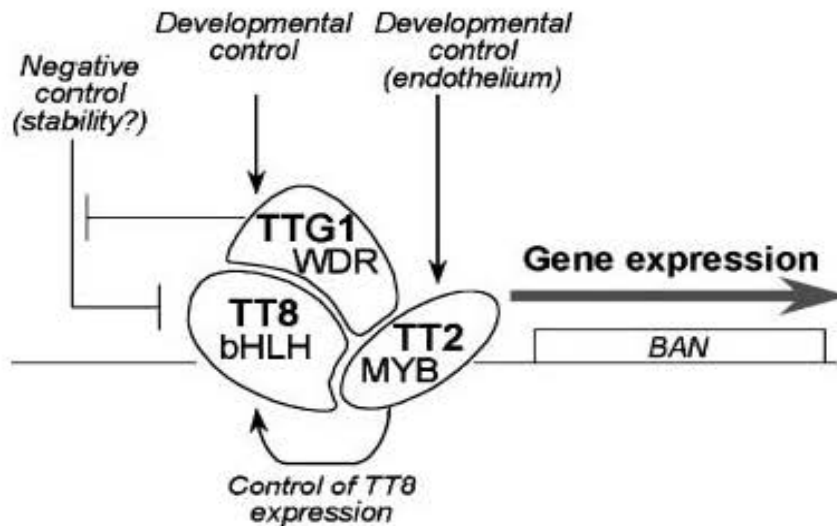 Developmental
control
Developmental
control
(endothelium)
Negative
control
(stability?)
TTG1
WDR
Gene expression
TT8
bHLH
TT2
MYB
BAN
Control of TT8
expression